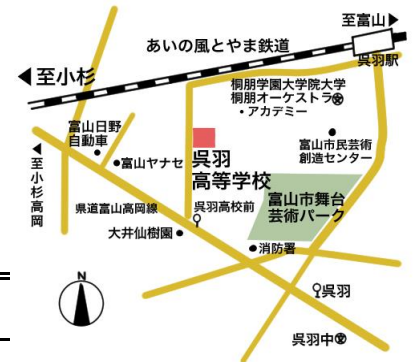 至富山▶
あいの風とやま鉄道
呉羽駅
◀至小杉
桐朋学園大学院大学
桐朋オーケストラ
・アカデミー
富山日野
自動車
富山ヤナセ
呉羽
高等学校
富山市民芸術
創造センター
◀至小杉高岡
県道富山高岡線
呉羽高校前
富山市舞台
芸術パーク
大井仙樹園
消防署
N
呉羽
呉羽中